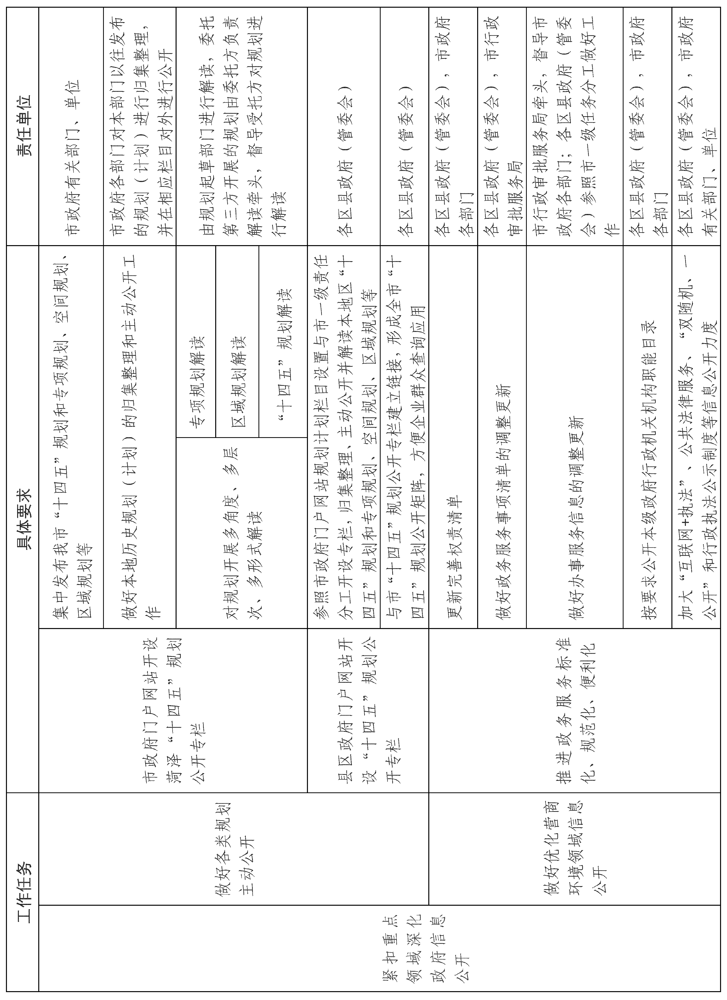 工作任务
具体要求
责任单位
紧扣重点
领域深化
政府信息
公开
做好各类规划
主动公开
市政府门户网站开设
菏泽“十四五”规划
公开专栏
集中发布我市“十四五”规划和专项规划、空间规划、
区域规划等
市政府有关部门、单位
做好本地历史规划（计划）的归集整理和主动公开工
作
市政府各部门对本部门以往发布
的规划（计划）进行归集整理，
并在相应栏目对外进行公开
对规划开展多角度、多层
次、多形式解读
专项规划解读
区域规划解读
“十四五”规划解读
由规划起草部门进行解读，委托
第三方开展的规划由委托方负责
解读牵头，督导受托方对规划进
行解读
县区政府门户网站开
设“十四五”规划公
开专栏
参照市政府门户网站规划计划栏目设置与市一级责任
分工开设专栏，归集整理、主动公开并解读本地区“十
四五”规划和专项规划、空间规划、区域规划等
各区县政府（管委会）
与市“十四五”规划公开专栏建立链接，形成全市“十
四五”规划公开矩阵，方便企业群众查询应用
各区县政府（管委会）
做好优化营商
环境领域信息
公开
推进政务服务标准
化、规范化、便利化
更新完善权责清单
各区县政府（管委会），市政府
各部门
做好政务服务事项清单的调整更新
各区县政府（管委会），市行政
审批服务局
做好办事服务信息的调整更新
市行政审批服务局牵头，督导市
政府各部门；各区县政府（管委
会）参照市一级任务分工做好工
作
按要求公开本级政府行政机关机构职能目录
各区县政府（管委会），市政府
各部门
加大“互联网+执法”、公共法律服务、“双随机、一
公开”和行政执法公示制度等信息公开力度
各区县政府（管委会），市政府
有关部门、单位